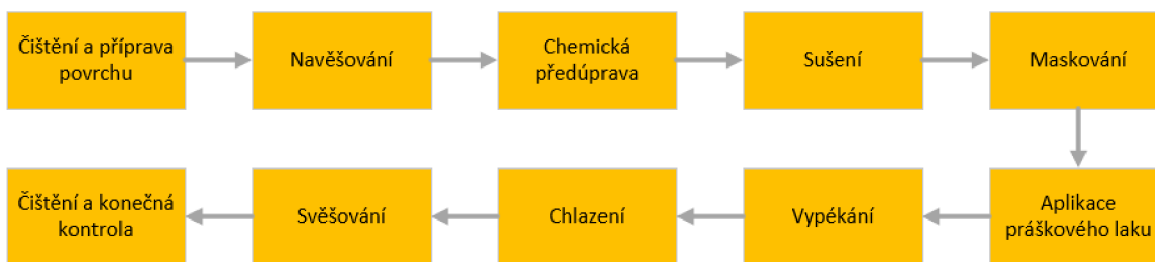 Čištění a příprava
povrchu
Navěšování
Chemická
předúprava
Sušení
Maskování
Aplikace
práškového laku
Vypékání
Chlazení
Svěšování
Čištění a konečná
kontrola